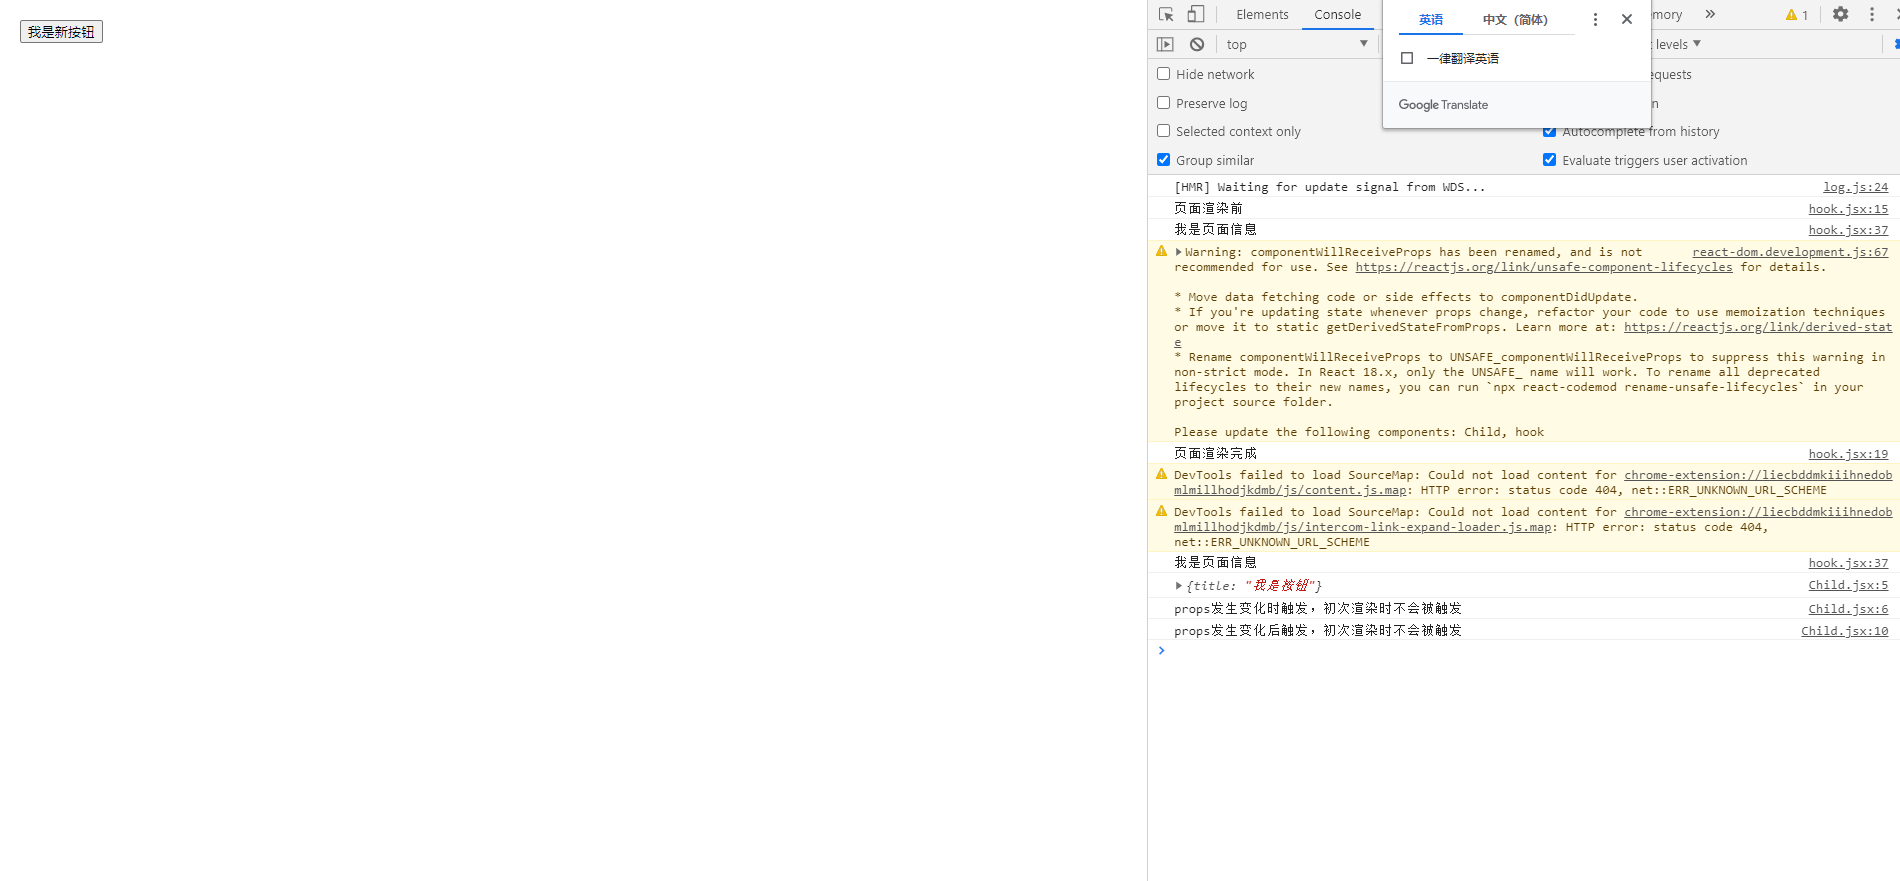 我是新按钮
Elements Console
emory
1
英语 中文（简体）
一律翻译英语
Google Translate
top
levels
Hide network
equests
Preserve log
n
Selected context only
Autocomplete from history
Group similar
Evaluate triggers user activation
[HMR] Waiting for update signal from WDS... log.js:24
页面渲染前 hook.jsx:15
我是页面信息 hook.jsx:37
Warning: componentWillReceiveProps has been renamed, and is not react-dom.development.js:67
recommended for use. See https://reactjs.org/link/unsafe-component-lifecycles for details.
* Move data fetching code or side effects to componentDidUpdate.
* If you're updating state whenever props change, refactor your code to use memoization techniques
or move it to static getDerivedStateFromProps. Learn more at: https://reactjs.org/link/derived-stat
e
* Rename componentWillReceiveProps to UNSAFE_componentWillReceiveProps to suppress this warning in
non-strict mode. In React 18.x, only the UNSAFE_ name will work. To rename all deprecated
lifecycles to their new names, you can run `npx react-codemod rename-unsafe-lifecycles` in your
project source folder.
Please update the following components: Child, hook
页面渲染完成 hook.jsx:19
DevTools failed to load SourceMap: Could not load content for chrome-extension://liecbddmkiiihnedob
mlmillhodjkdmb/js/content.js.map: HTTP error: status code 404, net::ERR_UNKNOWN_URL_SCHEME
DevTools failed to load SourceMap: Could not load content for chrome-extension://liecbddmkiiihnedob
mlmillhodjkdmb/js/intercom-link-expand-loader.js.map: HTTP error: status code 404,
net::ERR_UNKNOWN_URL_SCHEME
我是页面信息 hook.jsx:37
{title: "我是按钮"} Child.jsx:5
props发生变化时触发，初次渲染时不会被触发 Child.jsx:6
props发生变化后触发，初次渲染时不会被触发 Child.jsx:10